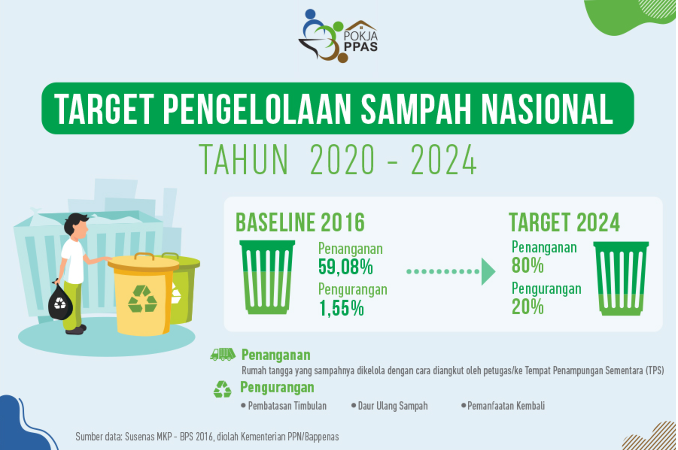 POKJA
PPAS
TARGET PENGELOLAAN SAMPAH NASIONAL
TAHUN 2020 - 2024
BASELINE 2016
Penanganan
59,08%
Pengurangan
1,55%
TARGET 2024
Penanganan
80%
Pengurangan
20%
Penanganan
Rumah tangga yang sampahnya dikelola dengan cara diangkut oleh petugas/ke Tempat Penampungan Sementara (TPS)
Pengurangan
• Pembatasan Timbulan • Daur Ulang Sampah • Pemanfaatan Kembali
Sumber data: Susenas MKP - BPS 2016, diolah Kementerian PPN/Bappenas